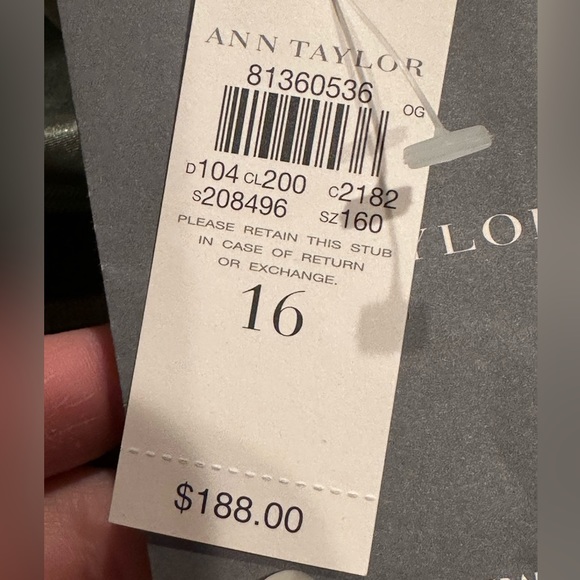 ANN TAYLOR
81360536
OG
D104 CL200 C2182
S208496 SZ160
PLEASE RETAIN THIS STUB
IN CASE OF RETURN
OR EXCHANGE.
16
$188.00
YLO